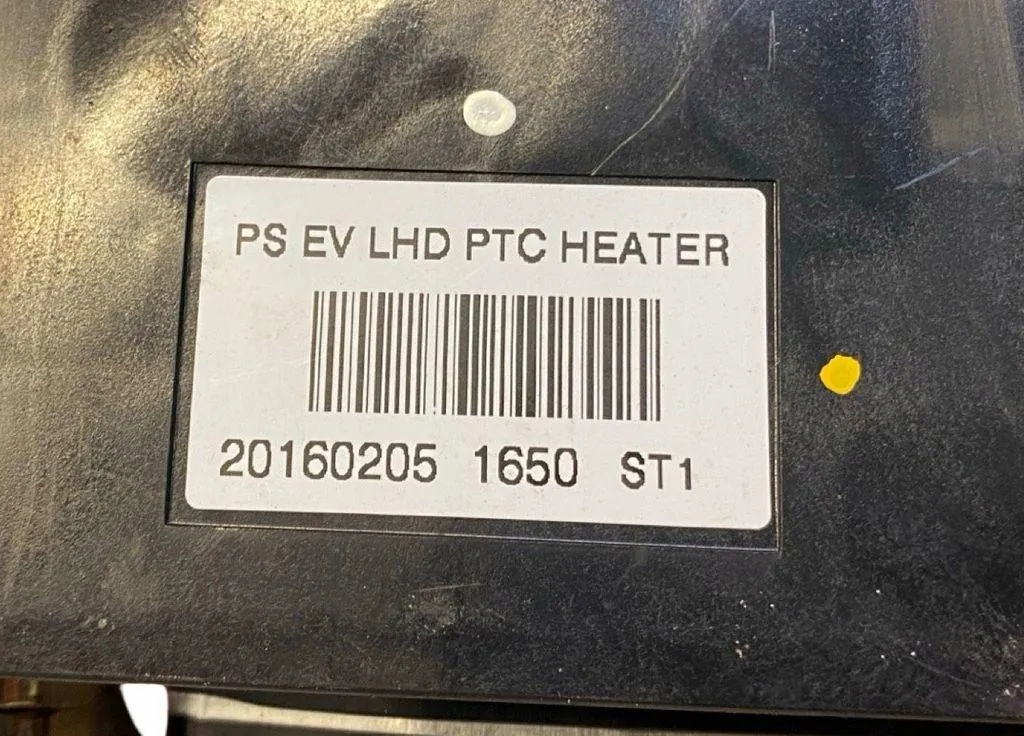 PS EV LHD PTC HEATER
20160205 1650 ST1